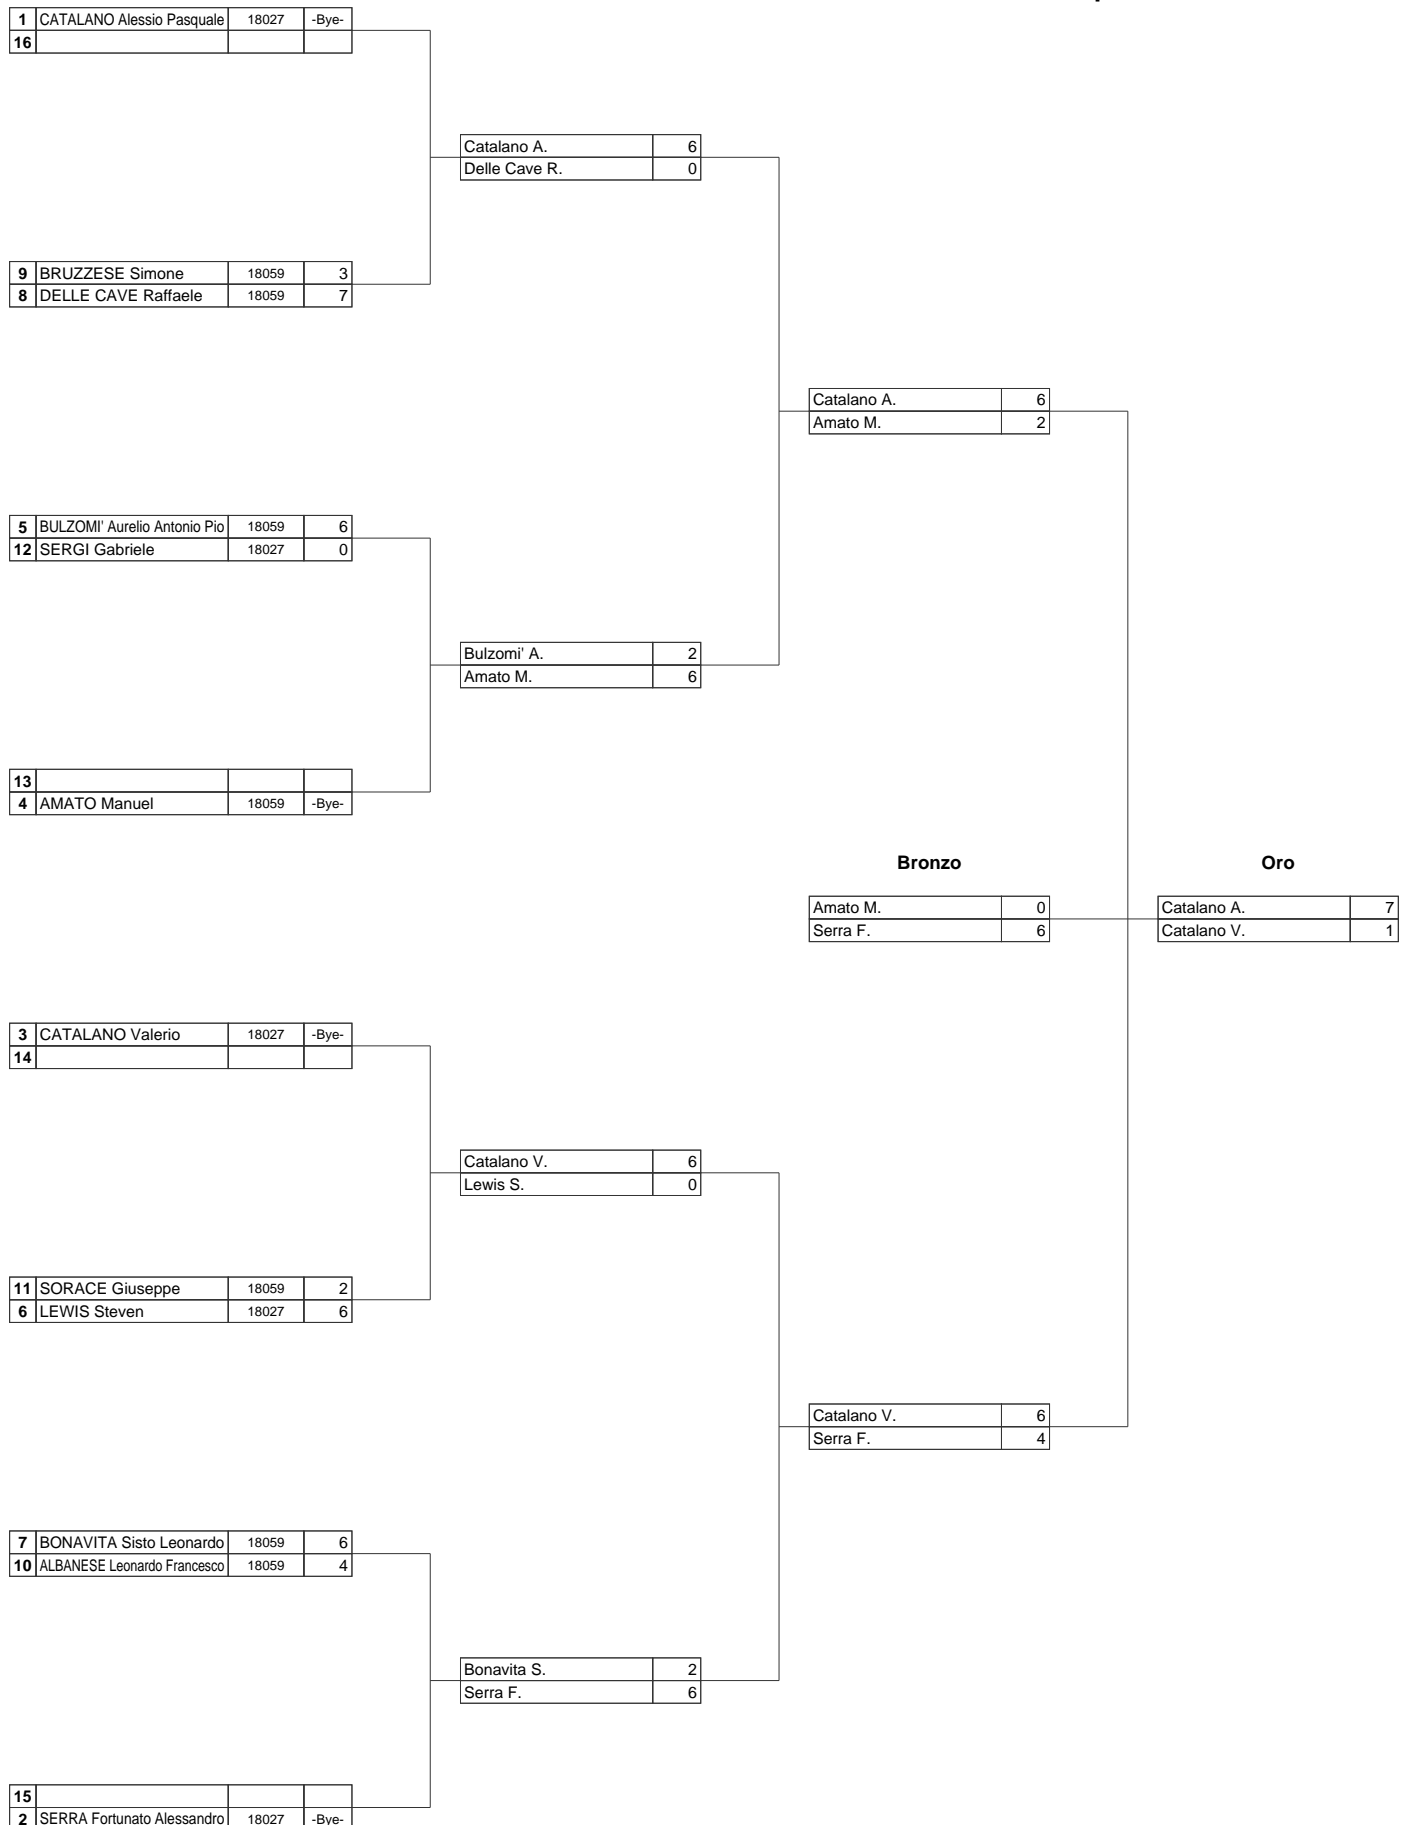 1 CATALANO Alessio Pasquale 18027 -Bye-
16
Catalano A. 6
Delle Cave R. 0
9 BRUZZESE Simone 18059 3
8 DELLE CAVE Raffaele 18059 7
Catalano A. 6
Amato M. 2
5 BULZOMI' Aurelio Antonio Pio 18059 6
12 SERGI Gabriele 18027 0
Bulzomi' A. 2
Amato M. 6
13
4 AMATO Manuel 18059 -Bye-
Bronzo Oro
Amato M. 0 Catalano A. 7
Serra F. 6 Catalano V. 1
3 CATALANO Valerio 18027 -Bye-
14
Catalano V. 6
Lewis S. 0
11 SORACE Giuseppe 18059 2
6 LEWIS Steven 18027 6
Catalano V. 6
Serra F. 4
7 BONAVITA Sisto Leonardo 18059 6
10 ALBANESE Leonardo Francesco 18059 4
Bonavita S. 2
Serra F. 6
15
2 SERRA Fortunato Alessandro 18027 -Bye-